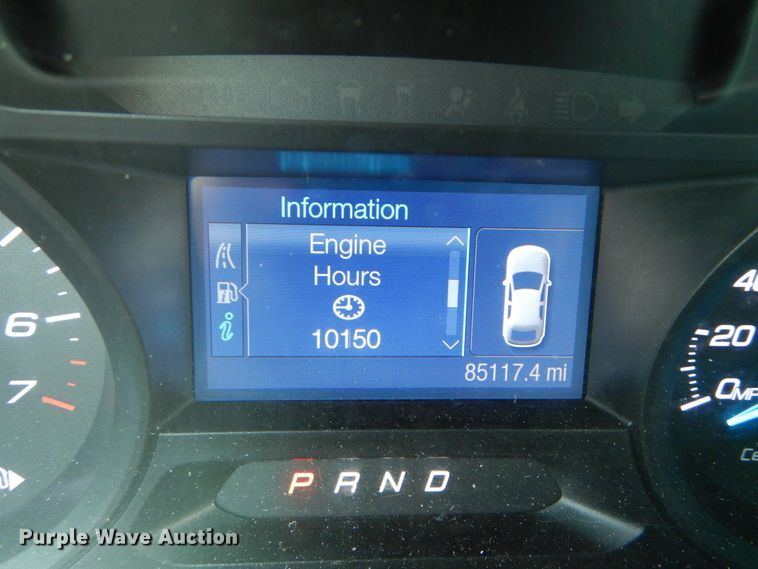 Information
Engine
Hours
10150
85117.4 mi
6
7
20
P R N D
Purple Wave Auction